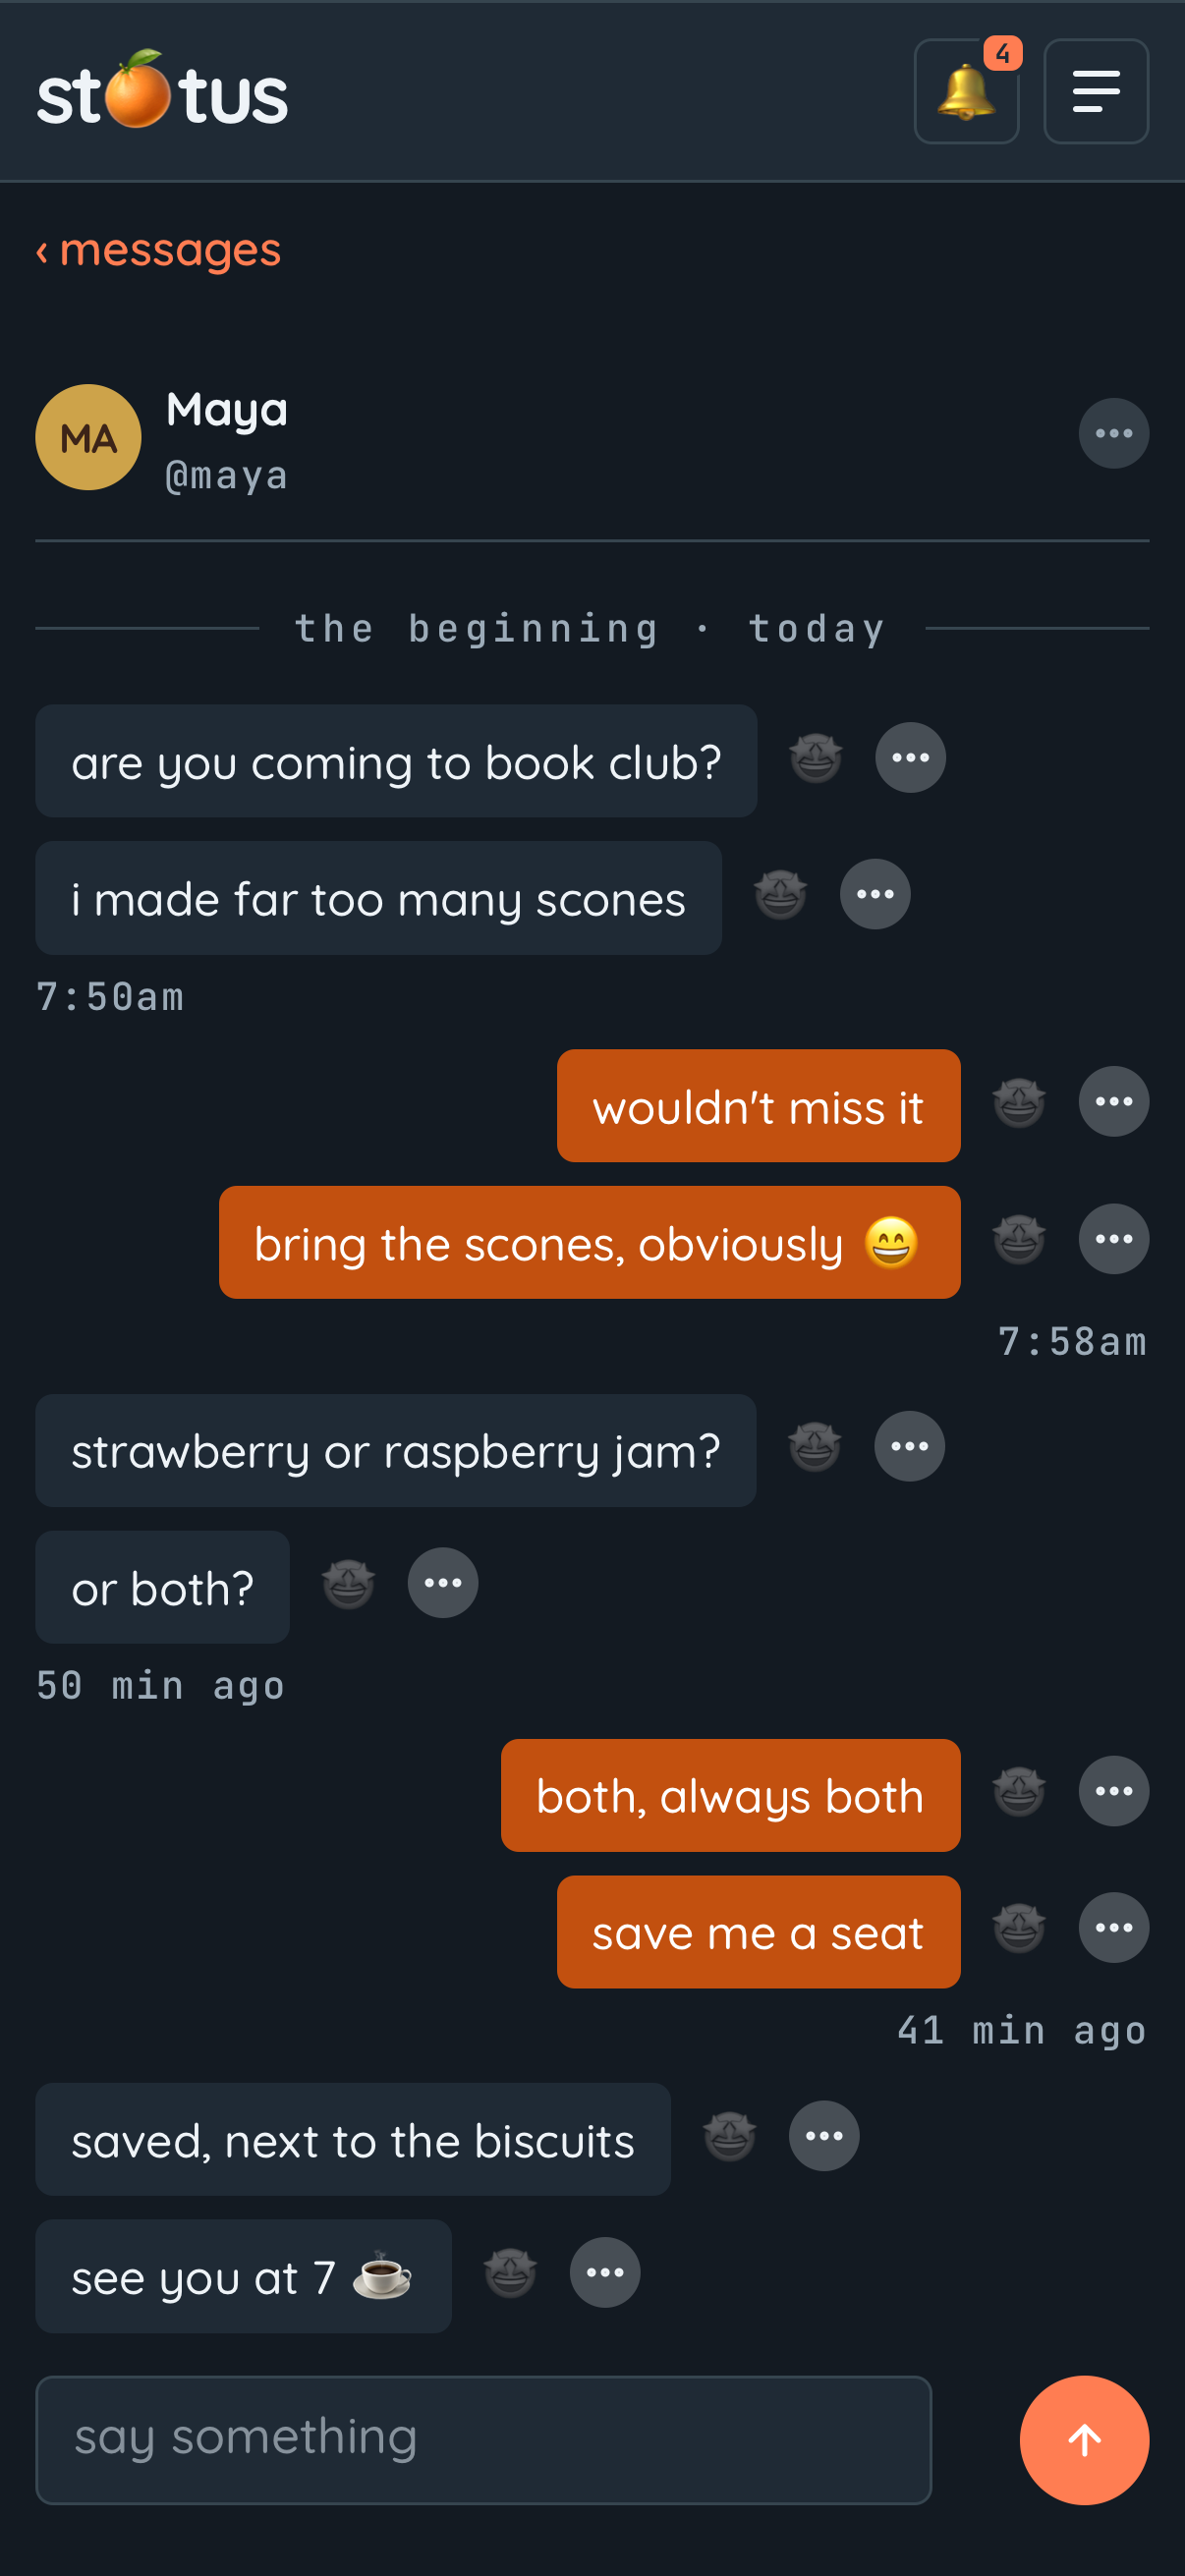 st🍊tus
4
‹ messages
MA
Maya
@maya
the beginning · today
are you coming to book club?
i made far too many scones
7:50am
wouldn't miss it
bring the scones, obviously 😄
7:58am
strawberry or raspberry jam?
or both?
50 min ago
both, always both
save me a seat
41 min ago
saved, next to the biscuits
see you at 7 ☕
say something